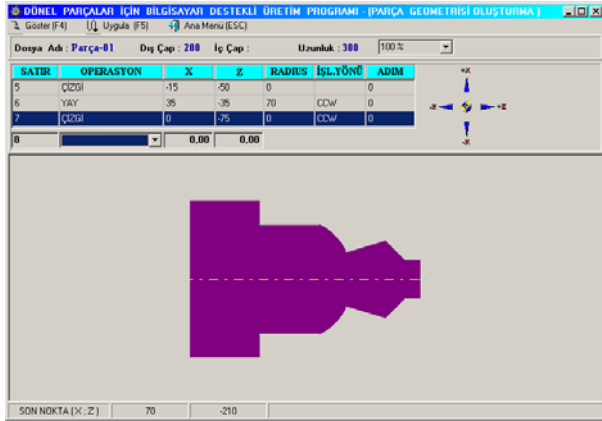 DÖNEL PARÇALAR İÇİN BİLGİSAYAR DESTEKLİ ÜRETİM PROGRAMI - [PARÇA GEOMETRİSİ OLUŞTURMA ]
Göster (F4) Uygula (F5) Ana Menü (ESC)
Dosya Adı : Parça-01 Dış Çap : 200 İç Çap : Uzunluk : 300 100 %
SATIR OPERASYON X Z RADIUS İŞL.YÖNÜ ADIM
5 ÇİZGİ -15 -50 0 0
6 YAY 35 -35 70 CCW 0
7 ÇİZGİ 0 -75 0 CCW 0
8 0,00 0,00
+X
-Z +Z
-X
SON NOKTA ( X ; Z ) 70 -210